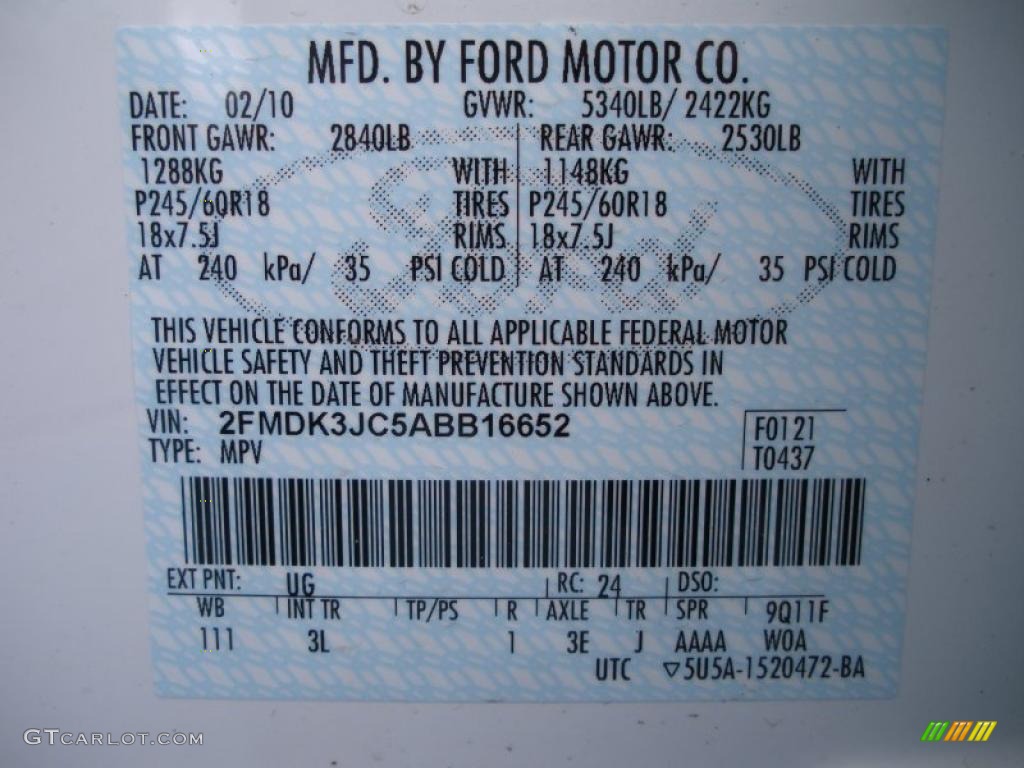 MFD. BY FORD MOTOR CO.
DATE: 02/10 GVWR: 5340LB/ 2422KG
FRONT GAWR: 2840LB REAR GAWR: 2530LB
1288KG WITH 1148KG WITH
P245/60R18 TIRES P245/60R18 TIRES
18x7.5J RIMS 18x7.5J RIMS
AT 240 kPa/ 35 PSI COLD AT 240 kPa/ 35 PSI COLD
THIS VEHICLE CONFORMS TO ALL APPLICABLE FEDERAL MOTOR
VEHICLE SAFETY AND THEFT PREVENTION STANDARDS IN
EFFECT ON THE DATE OF MANUFACTURE SHOWN ABOVE.
VIN: 2FMDK3JC5ABB16652 F0121
TYPE: MPV T0437
EXT PNT: UG RC: 24 DSO:
WB INT TR TP/PS R AXLE TR SPR 9Q11F
111 3L 1 3E J AAAA WOA
UTC ▽5U5A-1520472-BA
GTCARLOT.COM